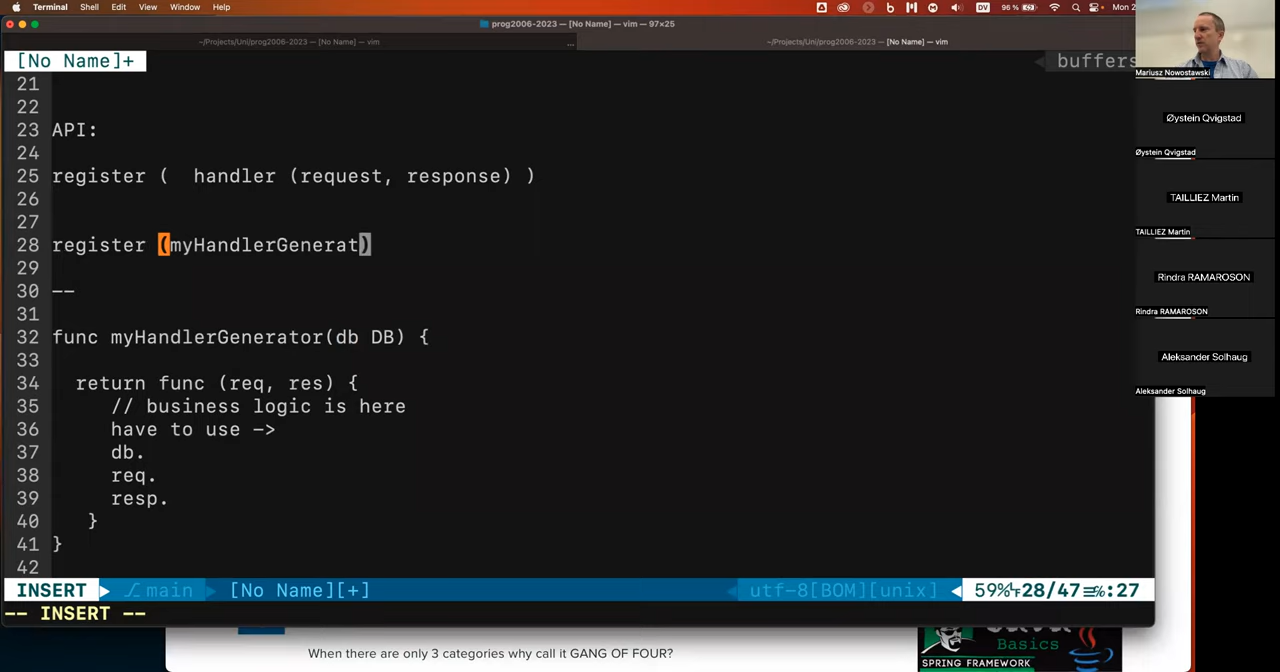 Terminal Shell Edit View Window Help
DV 96 % Mon 2
prog2006-2023 — [No Name] — vim — 97×25
~/Projects/Uni/prog2006-2023 — [No Name] — vim ... ~/Projects/Uni/prog2006-2023 — [No Name] — vim
[No Name]+ buffers
21
22
23 API:
24
25 register (  handler (request, response) )
26
27
28 register (myHandlerGenerat)
29
30 --
31
32 func myHandlerGenerator(db DB) {
33
34   return func (req, res) {
35      // business logic is here
36      have to use ->
37      db.
38      req.
39      resp.
40    }
41 }
42
INSERT main [No Name][+] utf-8[BOM][unix] 59% 28/47 :27
-- INSERT --
Mariusz Nowostawski
Øystein Qvigstad
Øystein Qvigstad
TAILLIEZ Martin
TAILLIEZ Martin
Rindra RAMAROSON
Rindra RAMAROSON
Aleksander Solhaug
Aleksander Solhaug
When there are only 3 categories why call it GANG OF FOUR?
Basics
SPRING FRAMEWORK